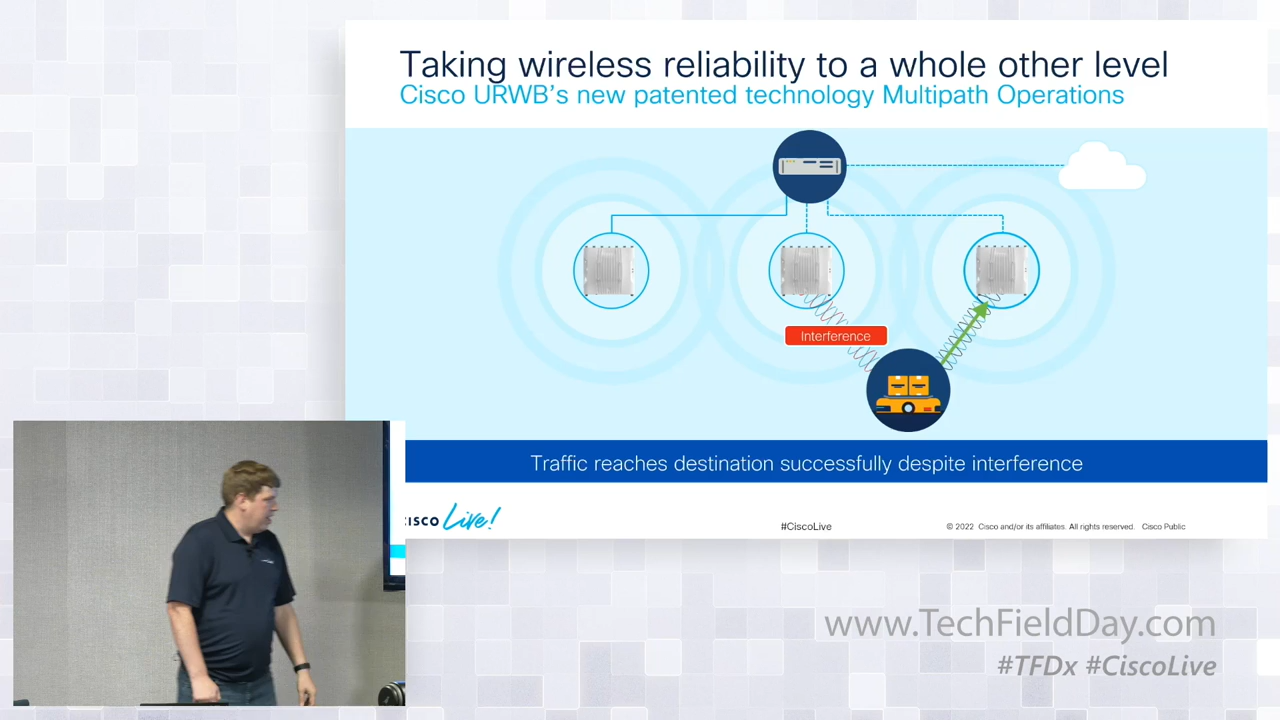 Taking wireless reliability to a whole other level
Cisco URWB's new patented technology Multipath Operations
Interference
Traffic reaches destination successfully despite interference
CISCO Live!
#CiscoLive
© 2022 Cisco and/or its affiliates. All rights reserved. Cisco Public
www.TechFieldDay.com
#TFDx #CiscoLive